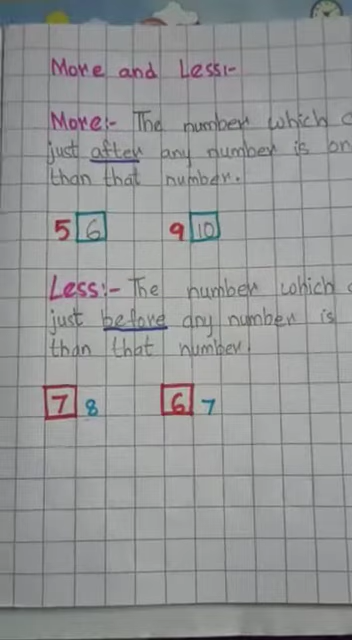 More and Less:-
More:- The number which
just after any number is
than that number.
5 6 9 10
Less:- The number which
just before any number is
than that number.
7 8 6 7